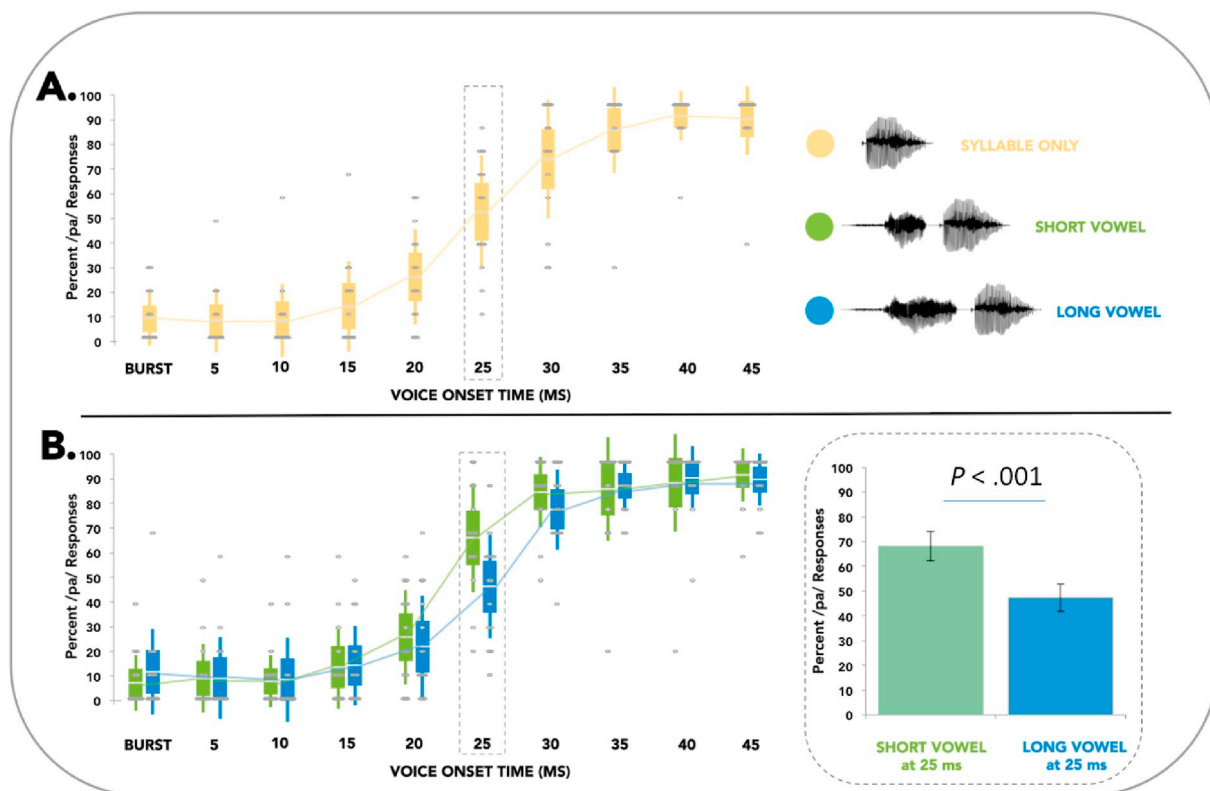 A.
Percent /pa/ Responses
100
90
80
70
60
50
40
30
20
10
0
BURST 5 10 15 20 25 30 35 40 45
VOICE ONSET TIME (MS)
SYLLABLE ONLY
SHORT VOWEL
LONG VOWEL
B.
Percent /pa/ Responses
100
90
80
70
60
50
40
30
20
10
0
BURST 5 10 15 20 25 30 35 40 45
VOICE ONSET TIME (MS)
P < .001
Percent /pa/ Responses
100
90
80
70
60
50
40
30
20
10
0
SHORT VOWEL
at 25 ms
LONG VOWEL
at 25 ms